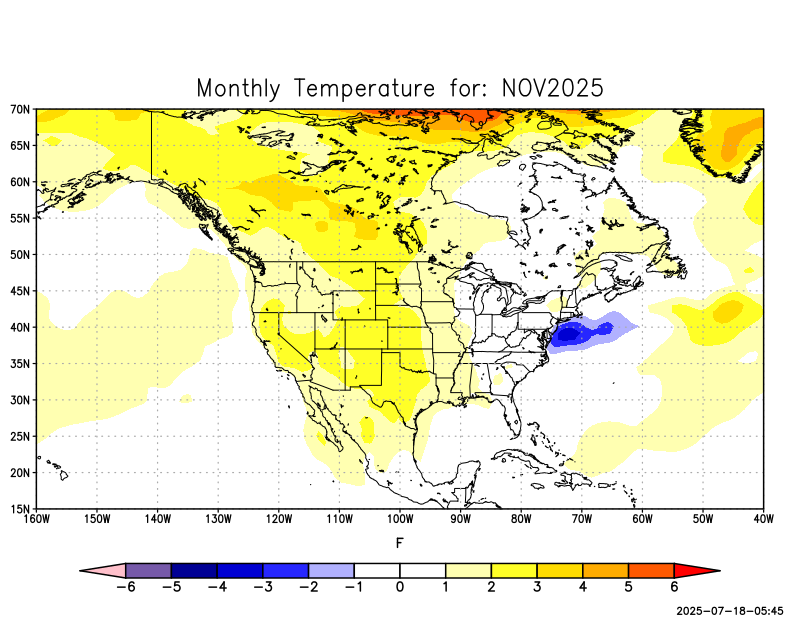 Monthly Temperature for: NOV2025
70N
65N
60N
55N
50N
45N
40N
35N
30N
25N
20N
15N
160W 150W 140W 130W 120W 110W 100W 90W 80W 70W 60W 50W 40W
F
-6 -5 -4 -3 -2 -1 0 1 2 3 4 5 6
2025-07-18-05:45